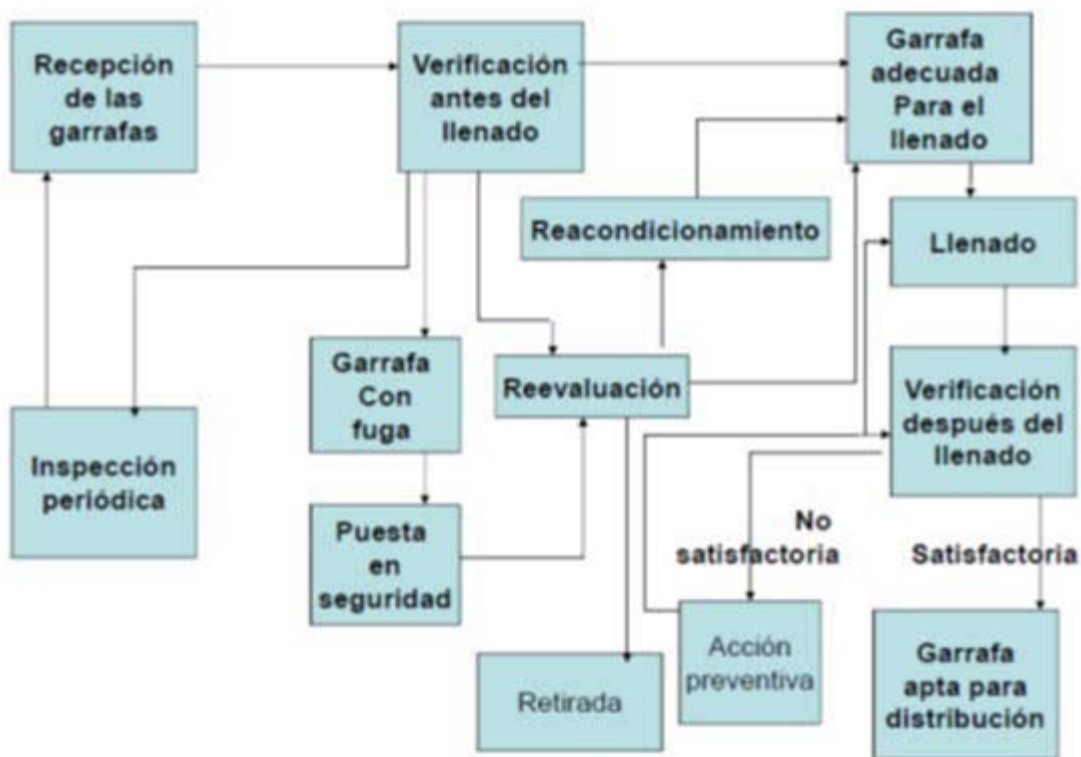 Recepción
de las
garrafas
Verificación
antes del
llenado
Garrafa
adecuada
Para el
llenado
Reacondicionamiento
Llenado
Garrafa
Con
fuga
Reevaluación
Verificación
después del
llenado
Inspección
periódica
Puesta
en
seguridad
No
satisfactoria
Satisfactoria
Retirada
Acción
preventiva
Garrafa
apta para
distribución